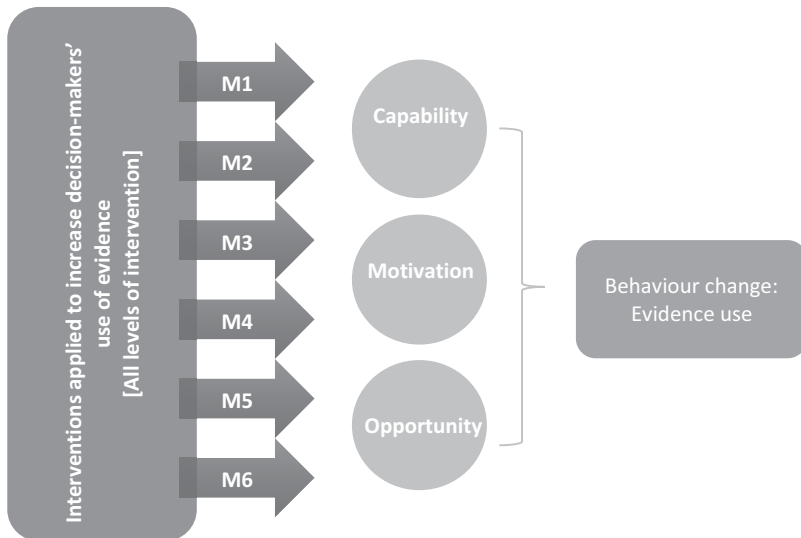 Interventions applied to increase decision-makers’
use of evidence
[All levels of intervention]
M1
M2
M3
M4
M5
M6
Capability
Motivation
Opportunity
Behaviour change:
Evidence use